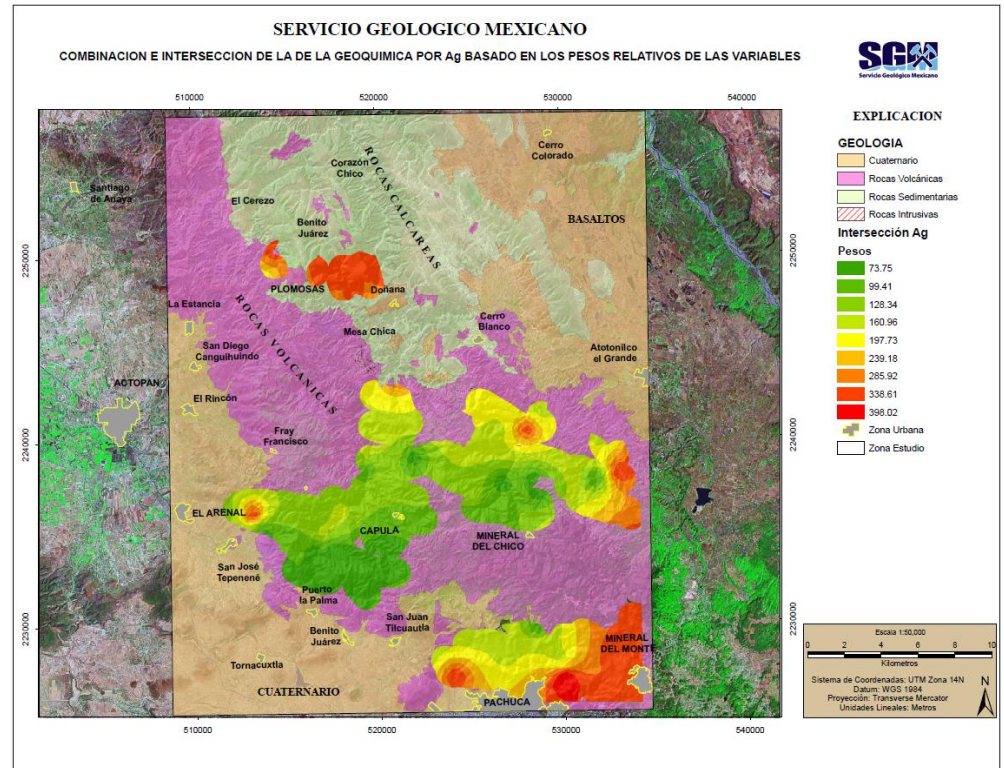 SERVICIO GEOLOGICO MEXICANO
COMBINACION E INTERSECCION DE LA DE LA GEOQUIMICA POR Ag BASADO EN LOS PESOS RELATIVOS DE LAS VARIABLES
SGM
Servicio Geológico Mexicano
510000
520000
530000
540000
EXPLICACION
GEOLOGIA
Cuaternario
Rocas Volcánicas
Rocas Sedimentarias
Rocas Intrusivas
Intersección Ag
Pesos
73.75
99.41
128.34
160.96
197.73
239.18
285.92
338.61
398.02
Zona Urbana
Zona Estudio
Cerro
Colorado
Corazón
Chico
ROCAS CALCAREAS
Santiago
de Anaya
El Cerezo
Benito
Juárez
BASALTOS
2250000
2250000
PLOMOSAS
Doñana
La Estancia
ROCAS VOLCANICAS
Mesa Chica
Cerro
Blanco
San Diego
Canguihuindo
Atotonilco
el Grande
ACTOPAN
El Rincón
Fray
Francisco
2240000
2240000
EL ARENAL
CAPULA
MINERAL
DEL CHICO
San José
Tepenené
Puerto
la Palma
San Juan
Tilcuautla
Benito
Juárez
MINERAL
DEL MONTE
2230000
2230000
Tornacuxtla
CUATERNARIO
PACHUCA
510000
520000
530000
540000
Escala 1:50,000
0 2 4 6 8 10
Kilometros
Sistema de Coordenadas: UTM Zona 14N
Datum: WGS 1984
Proyección: Transverse Mercator
Unidades Lineales: Metros
N